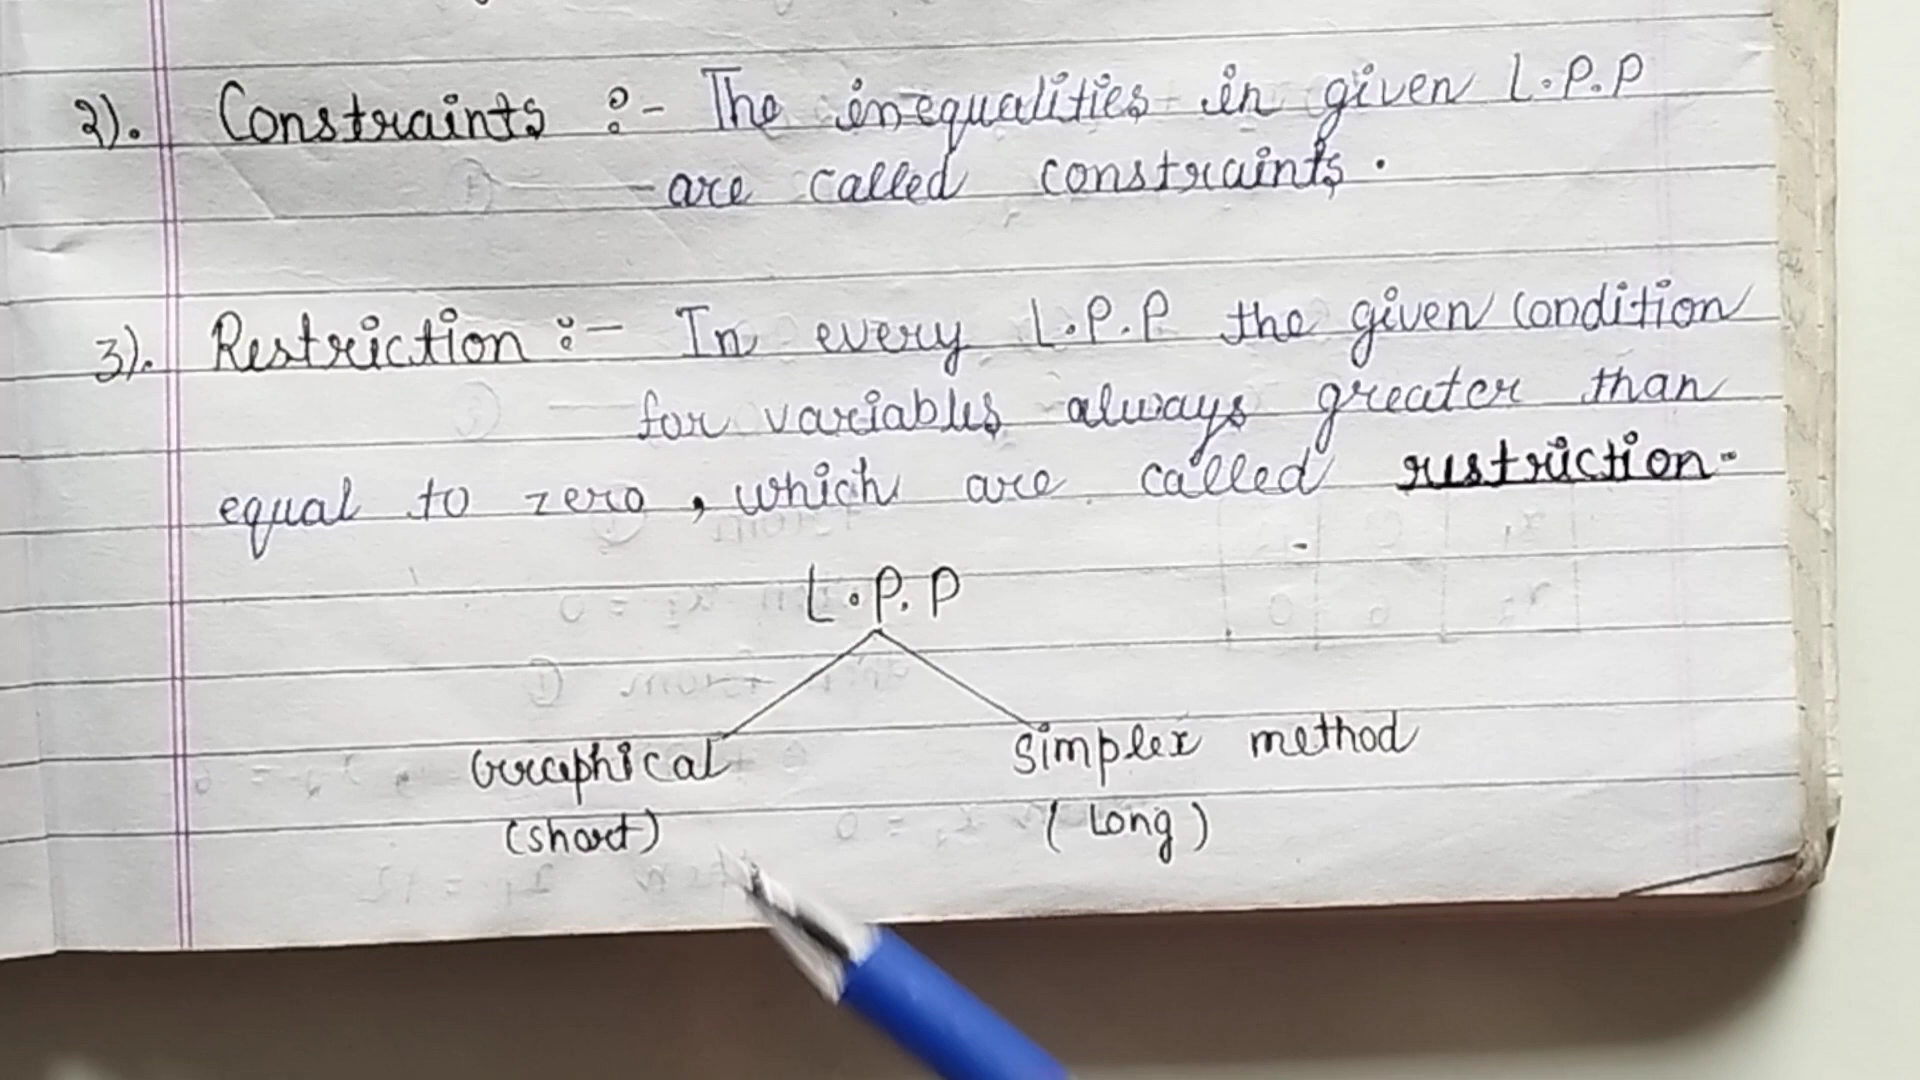 2). Constraints :- The inequalities in given L.P.P
are called constraints.
3). Restriction :- In every L.P.P the given condition
for variables always greater than
equal to zero, which are called restriction.
L.P.P
Graphical Simplex method
(short) (Long)